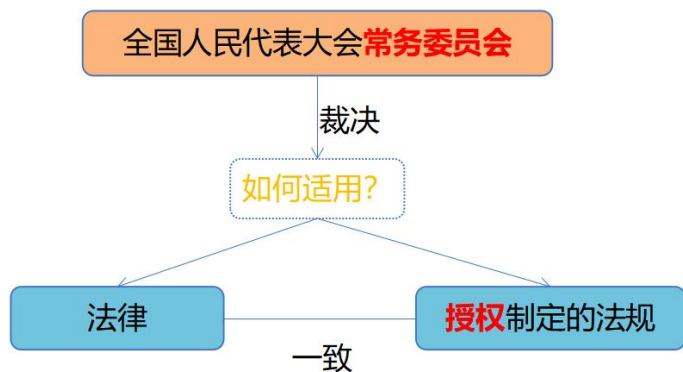 全国人民代表大会常务委员会
裁决
如何适用?
法律
授权制定的法规
一致